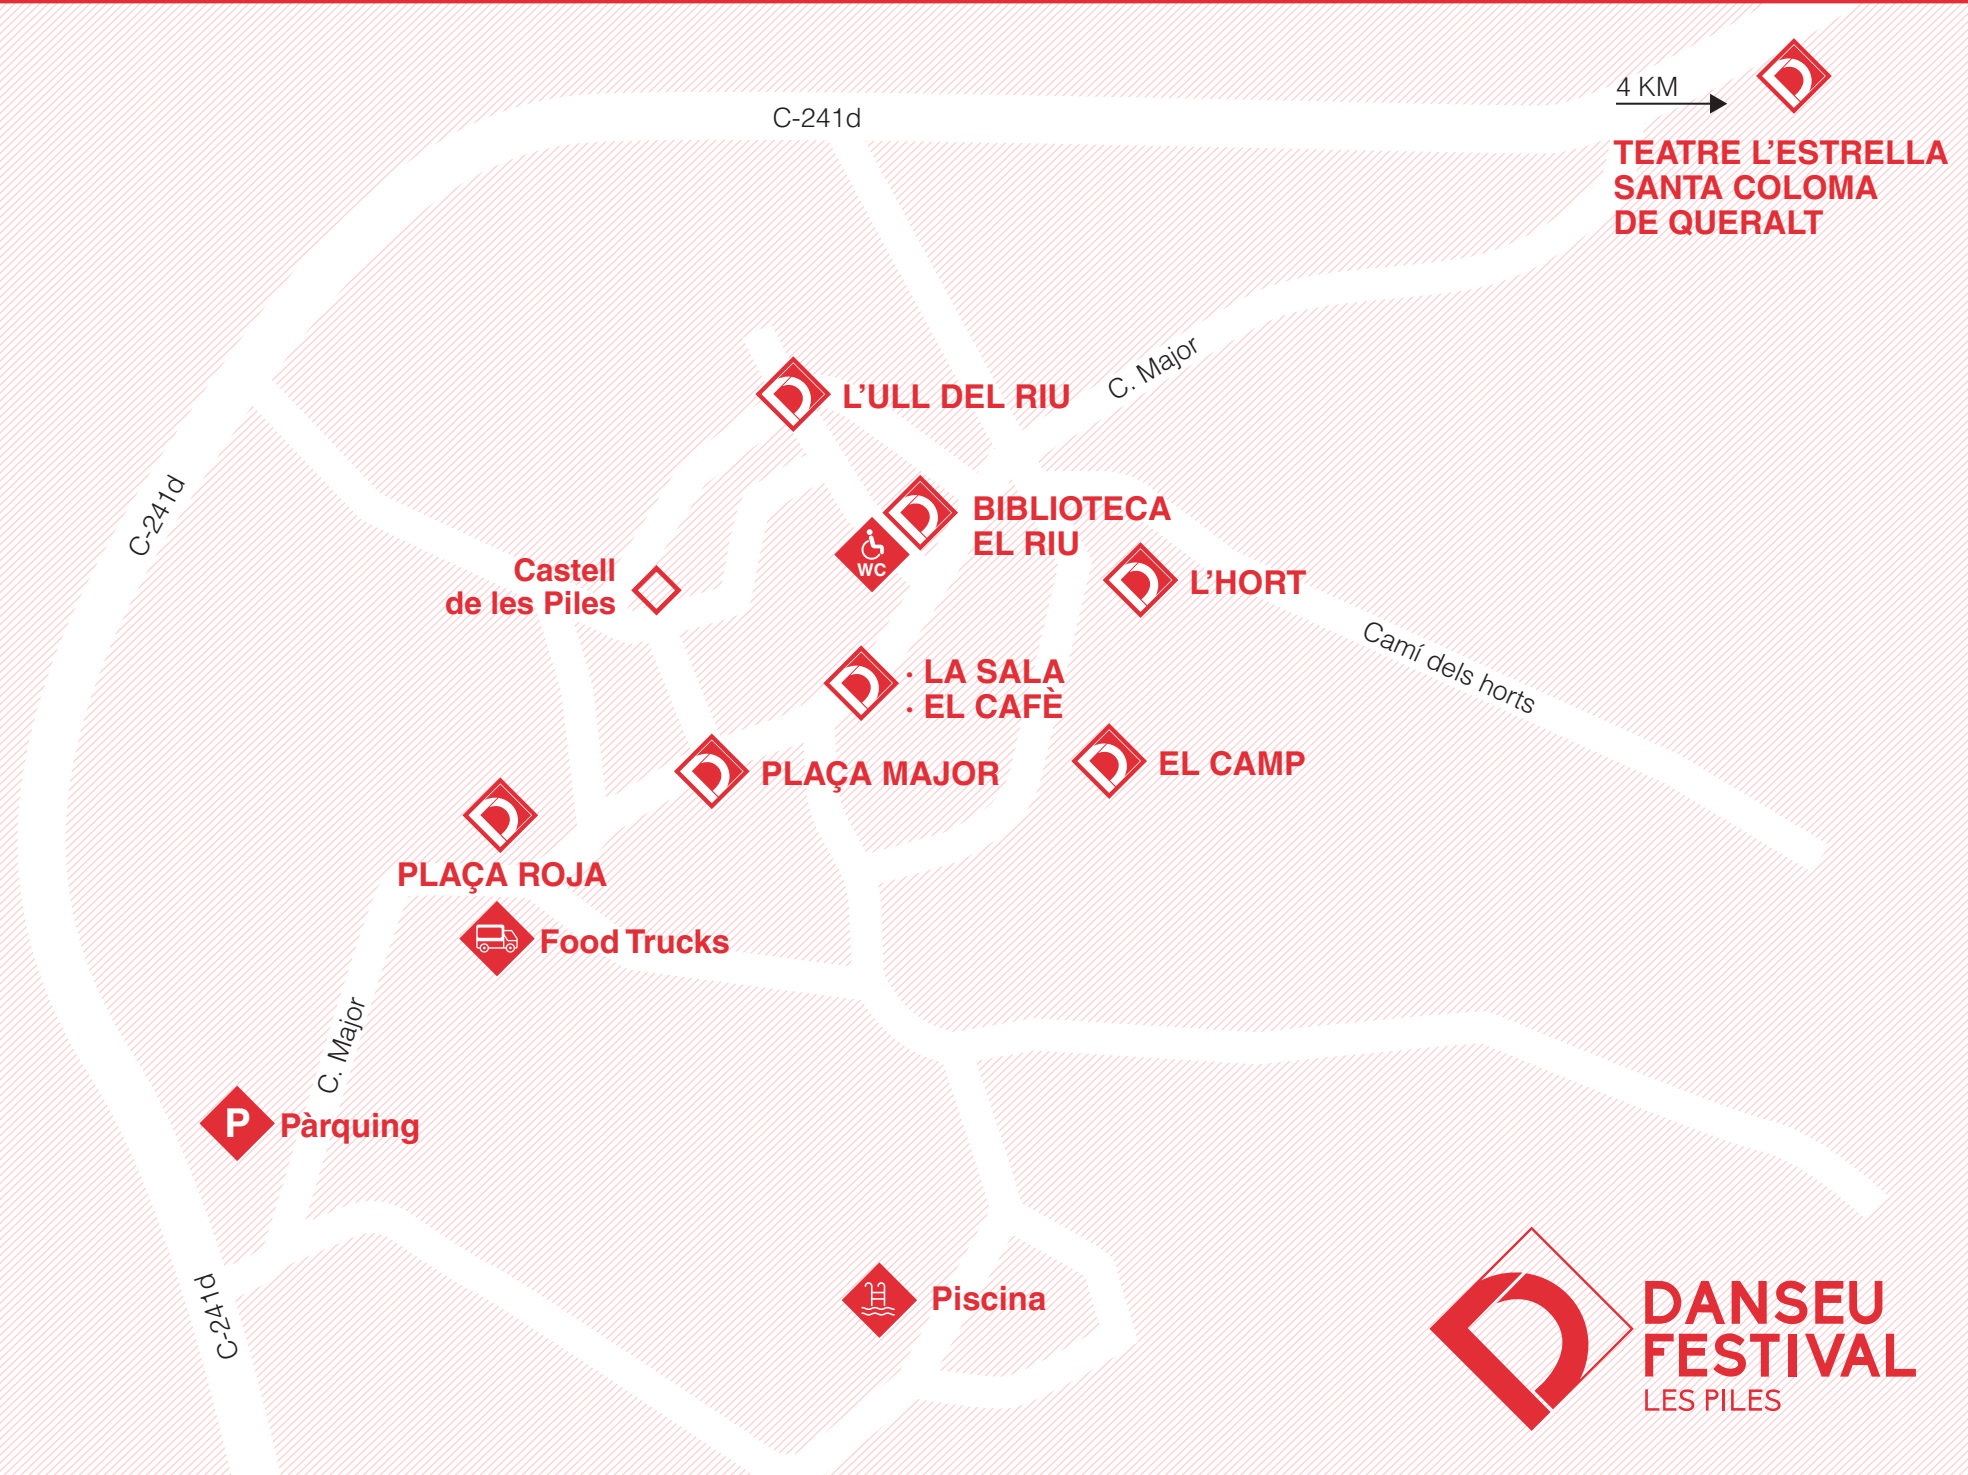 4 KM
C-241d
TEATRE L'ESTRELLA
SANTA COLOMA
DE QUERALT
C. Major
L'ULL DEL RIU
C-241d
BIBLIOTECA
EL RIU
WC
Castell
de les Piles
L'HORT
Camí dels horts
· LA SALA
· EL CAFÈ
PLAÇA MAJOR
EL CAMP
PLAÇA ROJA
Food Trucks
C. Major
P Pàrquing
C-241d
Piscina
DANSEU
FESTIVAL
LES PILES